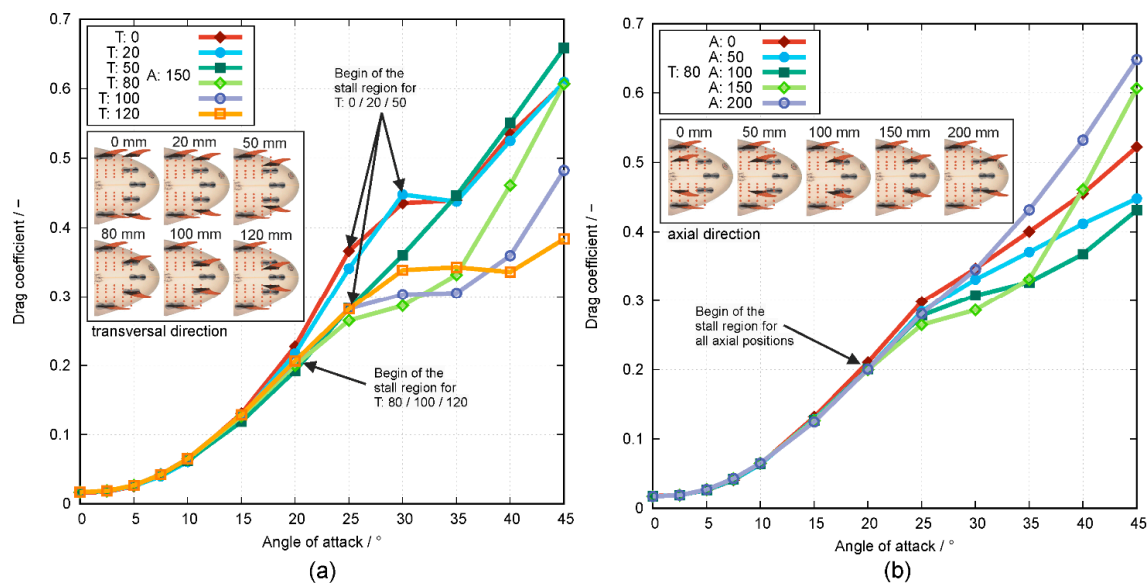 0.7
0.6
0.5
0.4
0.3
0.2
0.1
0
Drag coefficient / –
T: 0
T: 20
T: 50
A: 150
T: 80
T: 100
T: 120
0 mm 20 mm 50 mm
80 mm 100 mm 120 mm
transversal direction
Begin of the
stall region for
T: 0 / 20 / 50
Begin of the
stall region for
T: 80 / 100 / 120
0 5 10 15 20 25 30 35 40 45
Angle of attack / °
(a)
0.7
0.6
0.5
0.4
0.3
0.2
0.1
0
Drag coefficient / –
A: 0
A: 50
T: 80 A: 100
A: 150
A: 200
0 mm 50 mm 100 mm 150 mm 200 mm
axial direction
Begin of the
stall region for
all axial positions
0 5 10 15 20 25 30 35 40 45
Angle of attack / °
(b)